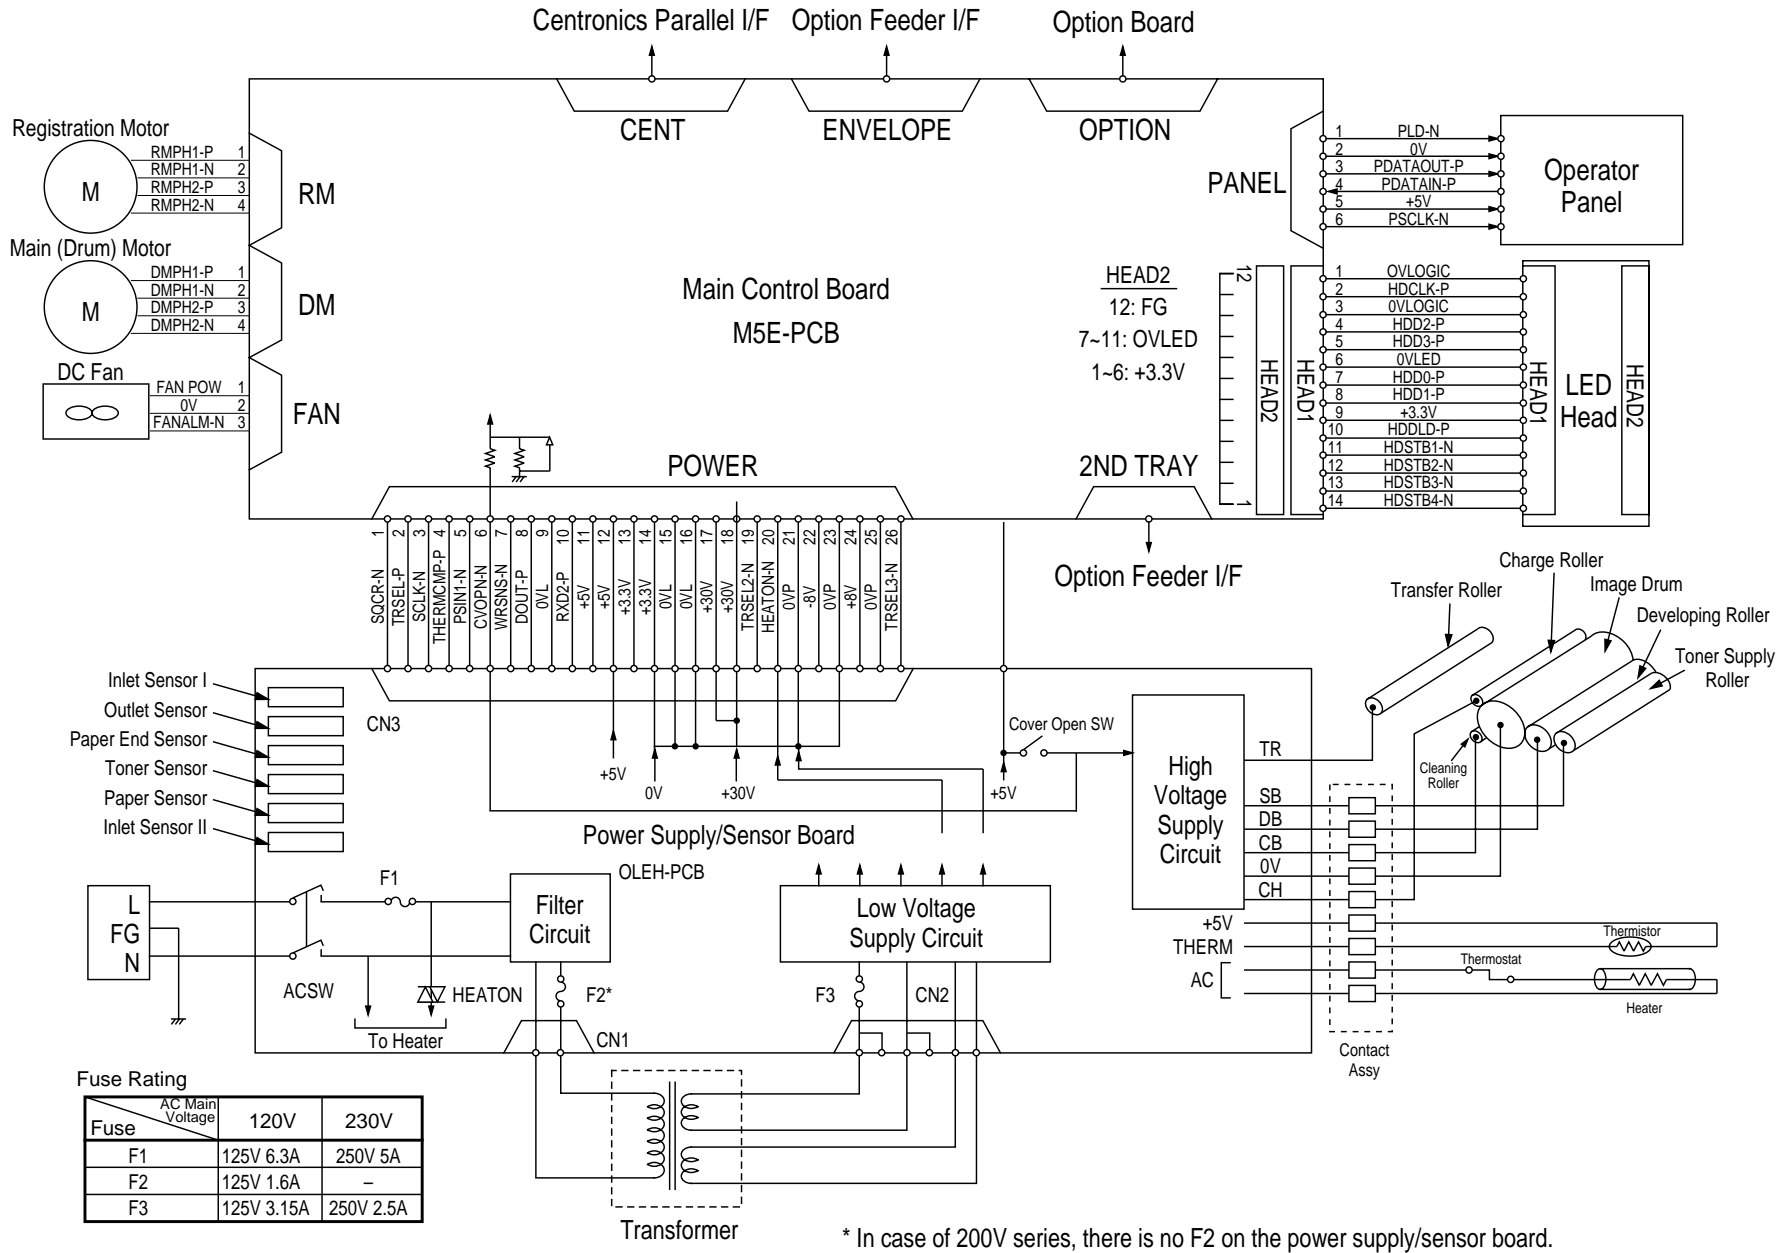 Centronics Parallel I/F
Option Feeder I/F
Option Board
CENT
ENVELOPE
OPTION
Registration Motor
M
RMPH1-P 1
RMPH1-N 2
RMPH2-P 3
RMPH2-N 4
RM
Main (Drum) Motor
M
DMPH1-P 1
DMPH1-N 2
DMPH2-P 3
DMPH2-N 4
DM
DC Fan
FAN POW 1
0V 2
FANALM-N 3
FAN
Main Control Board
M5E-PCB
PANEL
1 PLD-N
2 0V
3 PDATAOUT-P
4 PDATAIN-P
5 +5V
6 PSCLK-N
Operator
Panel
HEAD2
12: FG
7~11: OVLED
1~6: +3.3V
12
1
HEAD2
HEAD1
1 OVLOGIC
2 HDCLK-P
3 0VLOGIC
4 HDD2-P
5 HDD3-P
6 0VLED
7 HDD0-P
8 HDD1-P
9 +3.3V
10 HDDLD-P
11 HDSTB1-N
12 HDSTB2-N
13 HDSTB3-N
14 HDSTB4-N
HEAD1
LED
Head
HEAD2
POWER
2ND TRAY
Option Feeder I/F
1 SQCR-N
2 TRSEL-P
3 SCLK-N
4 THERMCMP-P
5 PSIN1-N
6 CVOPN-N
7 WRSNS-N
8 DOUT-P
9 0VL
10 RXD2-P
11 +5V
12 +5V
13 +3.3V
14 +3.3V
15 0VL
16 0VL
17 +30V
18 +30V
19 TRSEL2-N
20 HEATON-N
21 0VP
22 -8V
23 0VP
24 +8V
25 0VP
26 TRSEL3-N
Inlet Sensor I
Outlet Sensor
Paper End Sensor
Toner Sensor
Paper Sensor
Inlet Sensor II
CN3
+5V
0V
+30V
+5V
Cover Open SW
Power Supply/Sensor Board
OLEH-PCB
High
Voltage
Supply
Circuit
TR
SB
DB
CB
0V
CH
+5V
THERM
AC
Transfer Roller
Charge Roller
Image Drum
Developing Roller
Toner Supply
Roller
Cleaning
Roller
Thermistor
Thermostat
Heater
Contact
Assy
L
FG
N
ACSW
F1
HEATON
To Heater
Filter
Circuit
F2*
CN1
Low Voltage
Supply Circuit
F3
CN2
Transformer
Fuse Rating
AC Main
Voltage
Fuse
120V 230V
F1 125V 6.3A 250V 5A
F2 125V 1.6A –
F3 125V 3.15A 250V 2.5A
* In case of 200V series, there is no F2 on the power supply/sensor board.